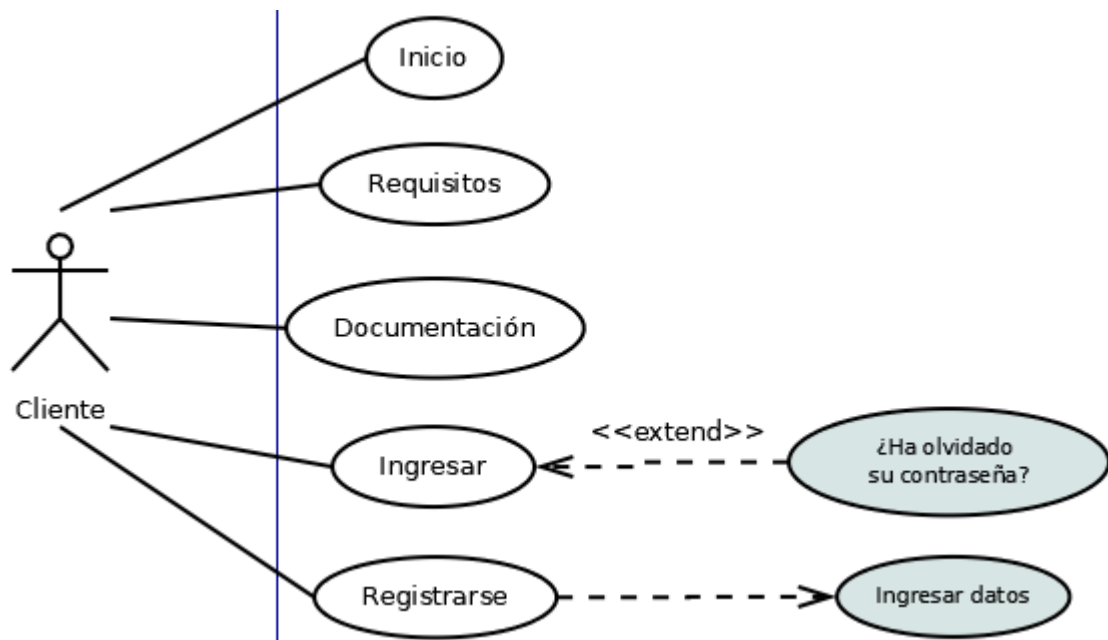 Inicio
Requisitos
Documentación
Cliente
Ingresar
<<extend>>
¿Ha olvidado
su contraseña?
Registrarse
Ingresar datos